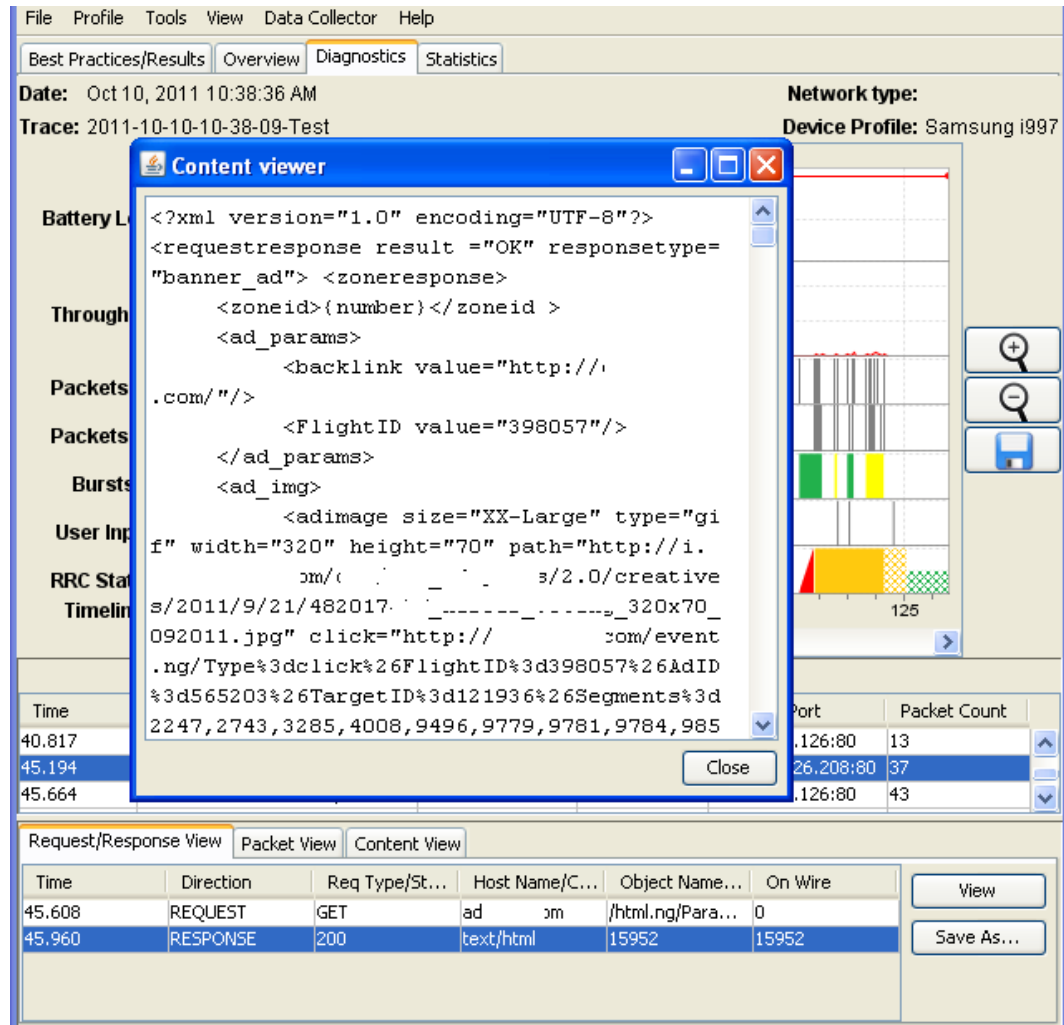 File Profile Tools View Data Collector Help
Best Practices/Results Overview Diagnostics Statistics
Date: Oct 10, 2011 10:38:36 AM Network type:
Trace: 2011-10-10-10-38-09-Test Device Profile: Samsung i997
Content viewer
Battery
Through
Packets
Packets
Bursts
User Inp
RRC Stat
Timelin
<?xml version="1.0" encoding="UTF-8"?>
<requestresponse result ="OK" responsetype=
"banner_ad"> <zoneresponse>
<zoneid>{number}</zoneid >
<ad_params>
<backlink value="http://
.com/"/>
<FlightID value="398057"/>
</ad_params>
<ad_img>
<adimage size="XX-Large" type="gi
f" width="320" height="70" path="http://i.
s/2.0/creative
s/2011/9/21/482017 _320x70_
092011.jpg" click="http:// com/event
.ng/Type%3dclick%26FlightID%3d398057%26AdID
%3d565203%26TargetID%3d121936%26Segments%3d
2247,2743,3285,4008,9496,9779,9781,9784,985
Close
125
Time Port Packet Count
40.817 .126:80 13
45.194 26.208:80 37
45.664 .126:80 43
Request/Response View Packet View Content View
Time Direction Req Type/St... Host Name/C... Object Name... On Wire
45.608 REQUEST GET ad om /html.ng/Para... 0
45.960 RESPONSE 200 text/html 15952 15952
View
Save As...